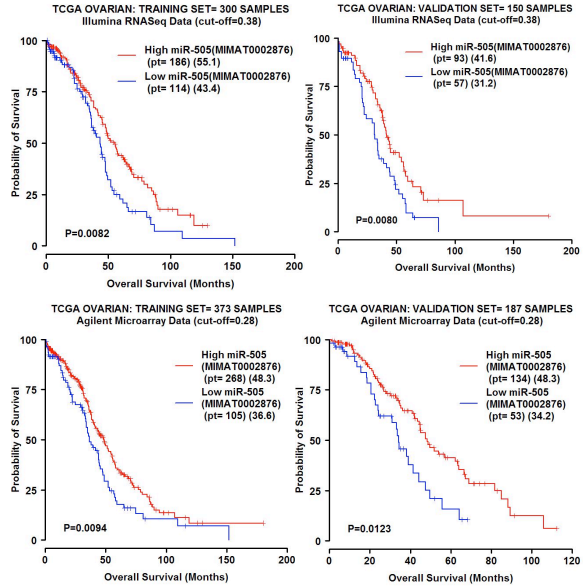 TCGA OVARIAN: TRAINING SET= 300 SAMPLES
Illumina RNASeq Data (cut-off=0.38)
High miR-505(MIMAT0002876)
(pt= 186) (55.1)
Low miR-505(MIMAT0002876)
(pt= 114) (43.4)
Probability of Survival
100
75
50
25
0
P=0.0082
0 50 100 150 200
Overall Survival (Months)
TCGA OVARIAN: VALIDATION SET= 150 SAMPLES
Illumina RNASeq Data (cut-off=0.38)
High miR-505(MIMAT0002876)
(pt= 93) (41.6)
Low miR-505(MIMAT0002876)
(pt= 57) (31.2)
Probability of Survival
100
75
50
25
0
P=0.0080
0 50 100 150 200
Overall Survival (Months)
TCGA OVARIAN: TRAINING SET= 373 SAMPLES
Agilent Microarray Data (cut-off=0.28)
High miR-505
(MIMAT0002876)
(pt= 268) (48.3)
Low miR-505
(MIMAT0002876)
(pt= 105) (36.6)
Probability of Survival
100
75
50
25
0
P=0.0094
0 50 100 150 200
Overall Survival (Months)
TCGA OVARIAN: VALIDATION SET= 187 SAMPLES
Agilent Microarray Data (cut-off=0.28)
High miR-505
(MIMAT0002876)
(pt= 134) (48.3)
Low miR-505
(MIMAT0002876)
(pt= 53) (34.2)
Probability of Survival
100
75
50
25
0
P=0.0123
0 20 40 60 80 100 120
Overall Survival (Months)